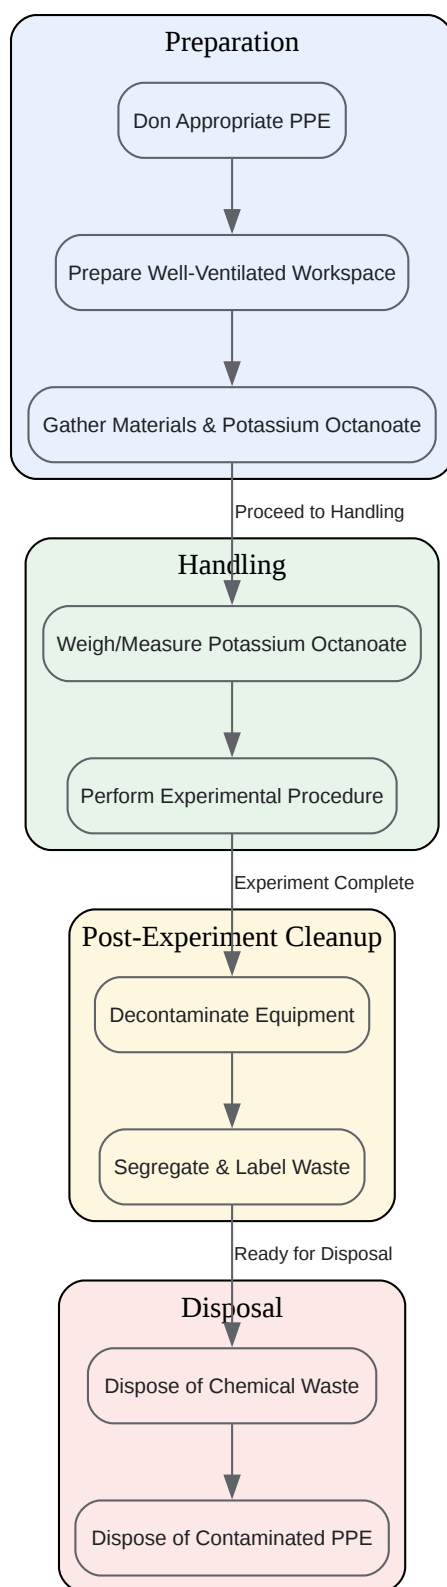 Preparation
Don Appropriate PPE
Prepare Well-Ventilated Workspace
Gather Materials & Potassium Octanoate
Proceed to Handling
Handling
Weigh/Measure Potassium Octanoate
Perform Experimental Procedure
Experiment Complete
Post-Experiment Cleanup
Decontaminate Equipment
Segregate & Label Waste
Ready for Disposal
Disposal
Dispose of Chemical Waste
Dispose of Contaminated PPE